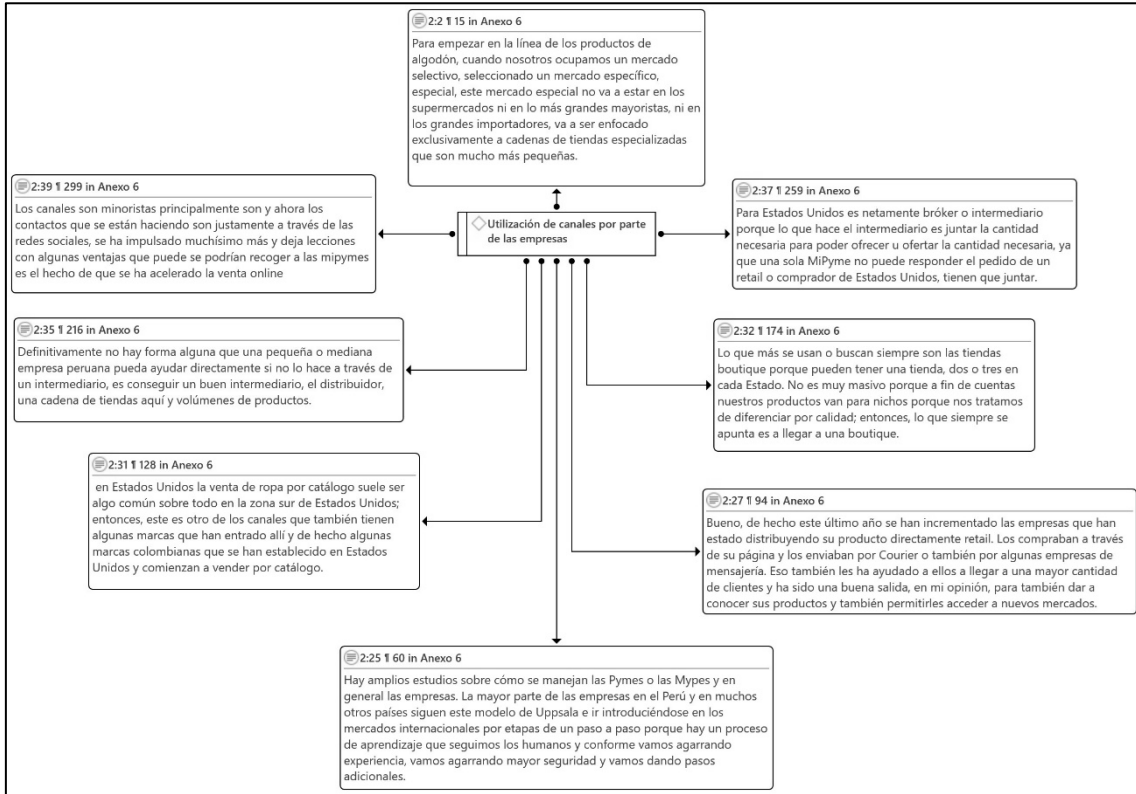 2:2 ¶ 15 in Anexo 6
Para empezar en la línea de los productos de
algodón, cuando nosotros ocupamos un mercado
selectivo, seleccionado un mercado específico,
especial, este mercado especial no va a estar en los
supermercados ni en lo más grandes mayoristas, ni en
los grandes importadores, va a ser enfocado
exclusivamente a cadenas de tiendas especializadas
que son mucho más pequeñas.
2:39 ¶ 299 in Anexo 6
Los canales son minoristas principalmente son y ahora los
contactos que se están haciendo son justamente a través de las
redes sociales, se ha impulsado muchísimo más y deja lecciones
con algunas ventajas que puede se podrían recoger a las mipymes
es el hecho de que se ha acelerado la venta online
Utilización de canales por parte
de las empresas
2:37 ¶ 259 in Anexo 6
Para Estados Unidos es netamente bróker o intermediario
porque lo que hace el intermediario es juntar la cantidad
necesaria para poder ofrecer u ofertar la cantidad necesaria, ya
que una sola MiPyme no puede responder el pedido de un
retail o comprador de Estados Unidos, tienen que juntar.
2:35 ¶ 216 in Anexo 6
Definitivamente no hay forma alguna que una pequeña o mediana
empresa peruana pueda ayudar directamente si no lo hace a través de
un intermediario, es conseguir un buen intermediario, el distribuidor,
una cadena de tiendas aquí y volúmenes de productos.
2:32 ¶ 174 in Anexo 6
Lo que más se usan o buscan siempre son las tiendas
boutique porque pueden tener una tienda, dos o tres en
cada Estado. No es muy masivo porque a fin de cuentas
nuestros productos van para nichos porque nos tratamos
de diferenciar por calidad; entonces, lo que siempre se
apunta es a llegar a una boutique.
2:31 ¶ 128 in Anexo 6
en Estados Unidos la venta de ropa por catálogo suele ser
algo común sobre todo en la zona sur de Estados Unidos;
entonces, este es otro de los canales que también tienen
algunas marcas que han entrado allí y de hecho algunas
marcas colombianas que se han establecido en Estados
Unidos y comienzan a vender por catálogo.
2:27 ¶ 94 in Anexo 6
Bueno, de hecho este último año se han incrementado las empresas que han
estado distribuyendo su producto directamente retail. Los compraban a través
de su página y los enviaban por Courier o también por algunas empresas de
mensajería. Eso también les ha ayudado a ellos a llegar a una mayor cantidad
de clientes y ha sido una buena salida, en mi opinión, para también dar a
conocer sus productos y también permitirles acceder a nuevos mercados.
2:25 ¶ 60 in Anexo 6
Hay amplios estudios sobre cómo se manejan las Pymes o las Mypes y en
general las empresas. La mayor parte de las empresas en el Perú y en muchos
otros países siguen este modelo de Uppsala e ir introduciéndose en los
mercados internacionales por etapas de un paso a paso porque hay un proceso
de aprendizaje que seguimos los humanos y conforme vamos agarrando
experiencia, vamos agarrando mayor seguridad y vamos dando pasos
adicionales.